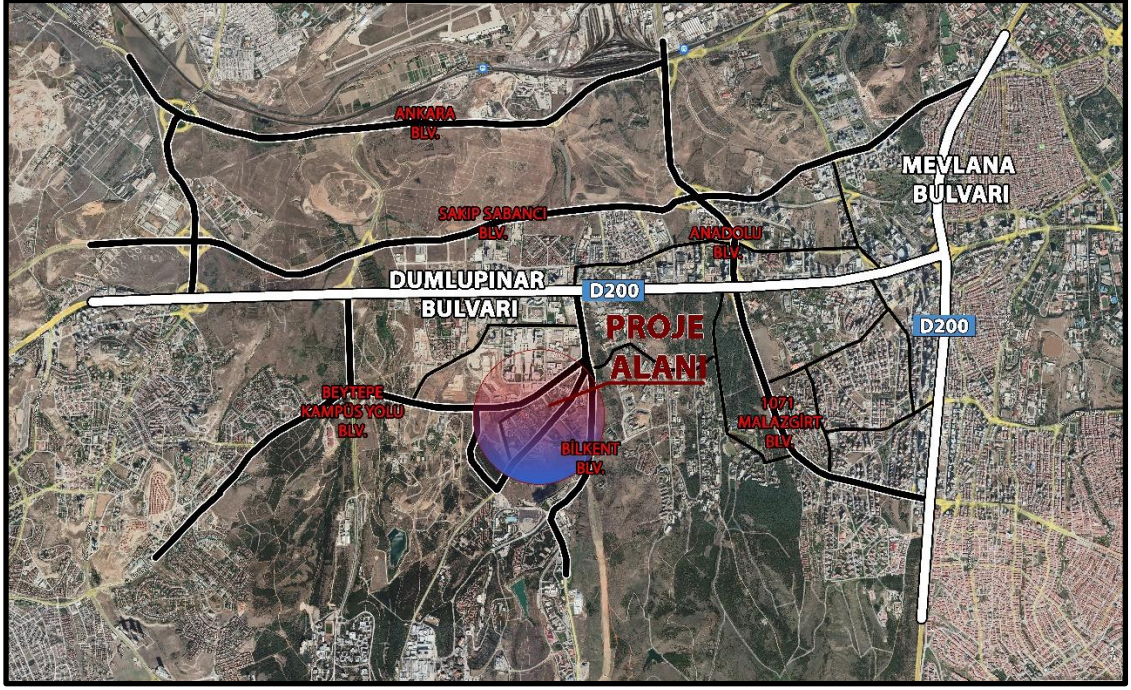 ANKARA
BLV.
MEVLANA
BULVARI
SAKIP SABANCI
BLV.
ANADOLU
BLV.
DUMLUPINAR
BULVARI
D200
D200
PROJE
ALANI
BEYTEPE
KAMPÜS YOLU
BLV.
1071
MALAZGİRT
BLV.
BİLKENT
BLV.